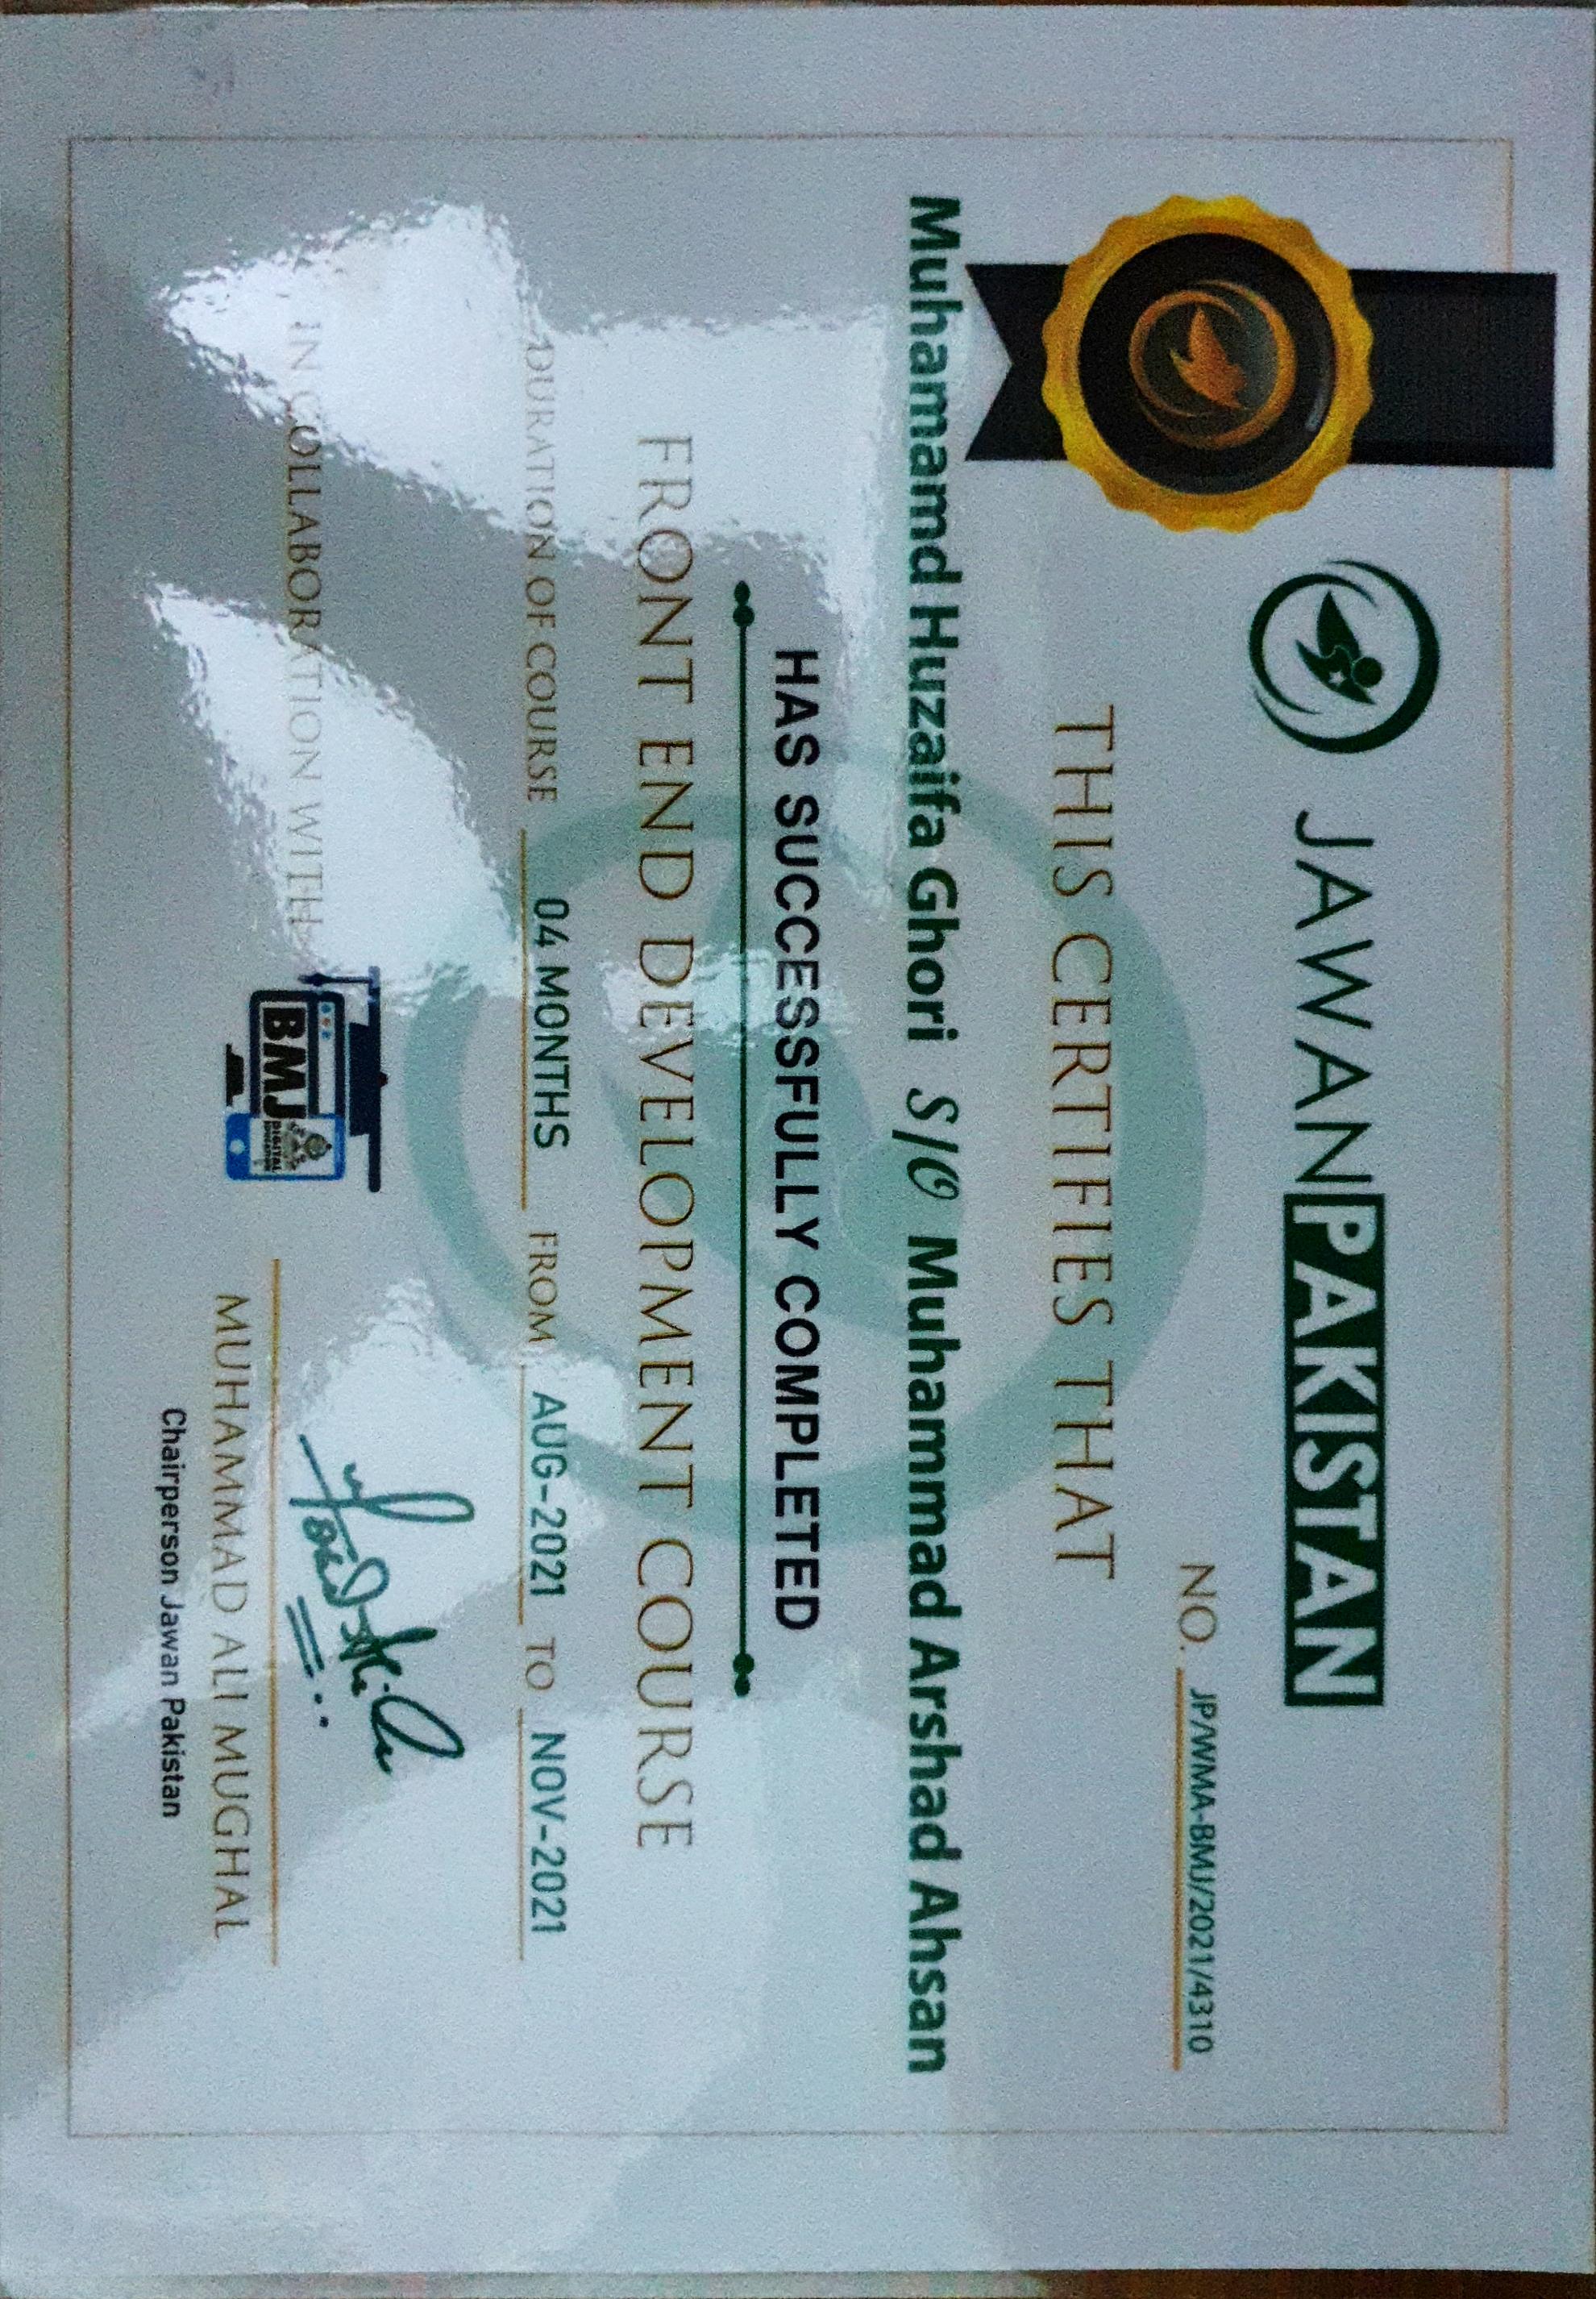 JAWANPAKISTAN
NO. JP/WMA-BMJ/2021/4310
THIS CERTIFIES THAT
Muhamamd Huzaifa Ghori S/O Muhammad Arshad Ahsan
HAS SUCCESSFULLY COMPLETED
FRONT END DEVELOPMENT COURSE
DURATION OF COURSE 04 MONTHS FROM AUG-2021 TO NOV-2021
IN COLLABORATION WITH
BMJ
DIGITAL
EDUCATION
MUHAMMAD ALI MUGHAL
Chairperson Jawan Pakistan